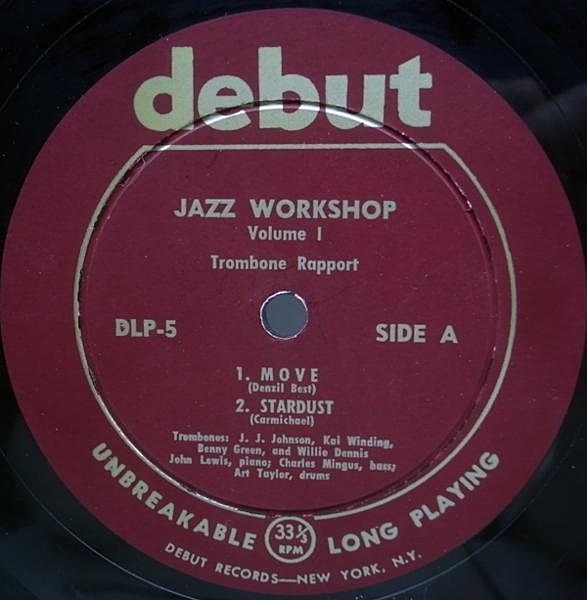 debut
JAZZ WORKSHOP
Volume I
Trombone Rapport
DLP-5 SIDE A
1. MOVE
(Denzil Best)
2. STARDUST
(Carmichael)
Trombones: J. J. Johnson, Kai Winding,
Benny Green, and Willie Dennis
John Lewis, piano; Charles Mingus, bass;
Art Taylor, drums
UNBREAKABLE 33⅓ RPM LONG PLAYING
DEBUT RECORDS—NEW YORK, N.Y.